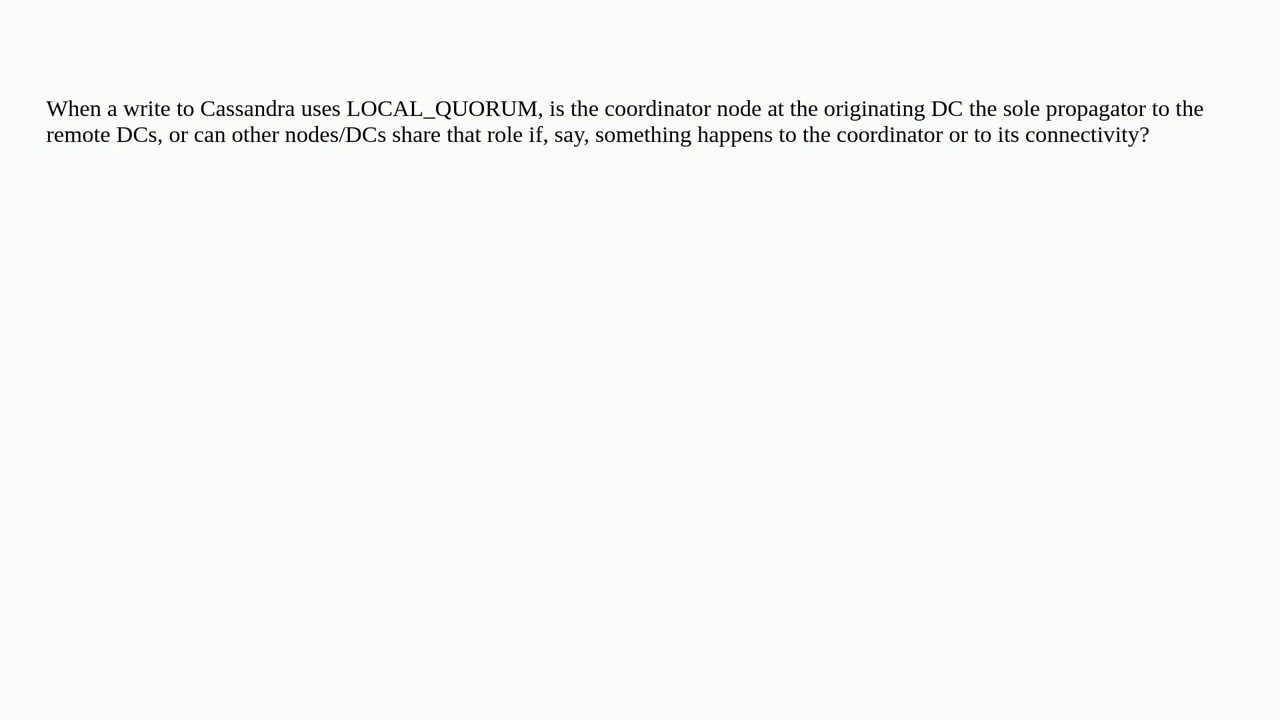 When a write to Cassandra uses LOCAL_QUORUM, is the coordinator node at the originating DC the sole propagator to the
remote DCs, or can other nodes/DCs share that role if, say, something happens to the coordinator or to its connectivity?